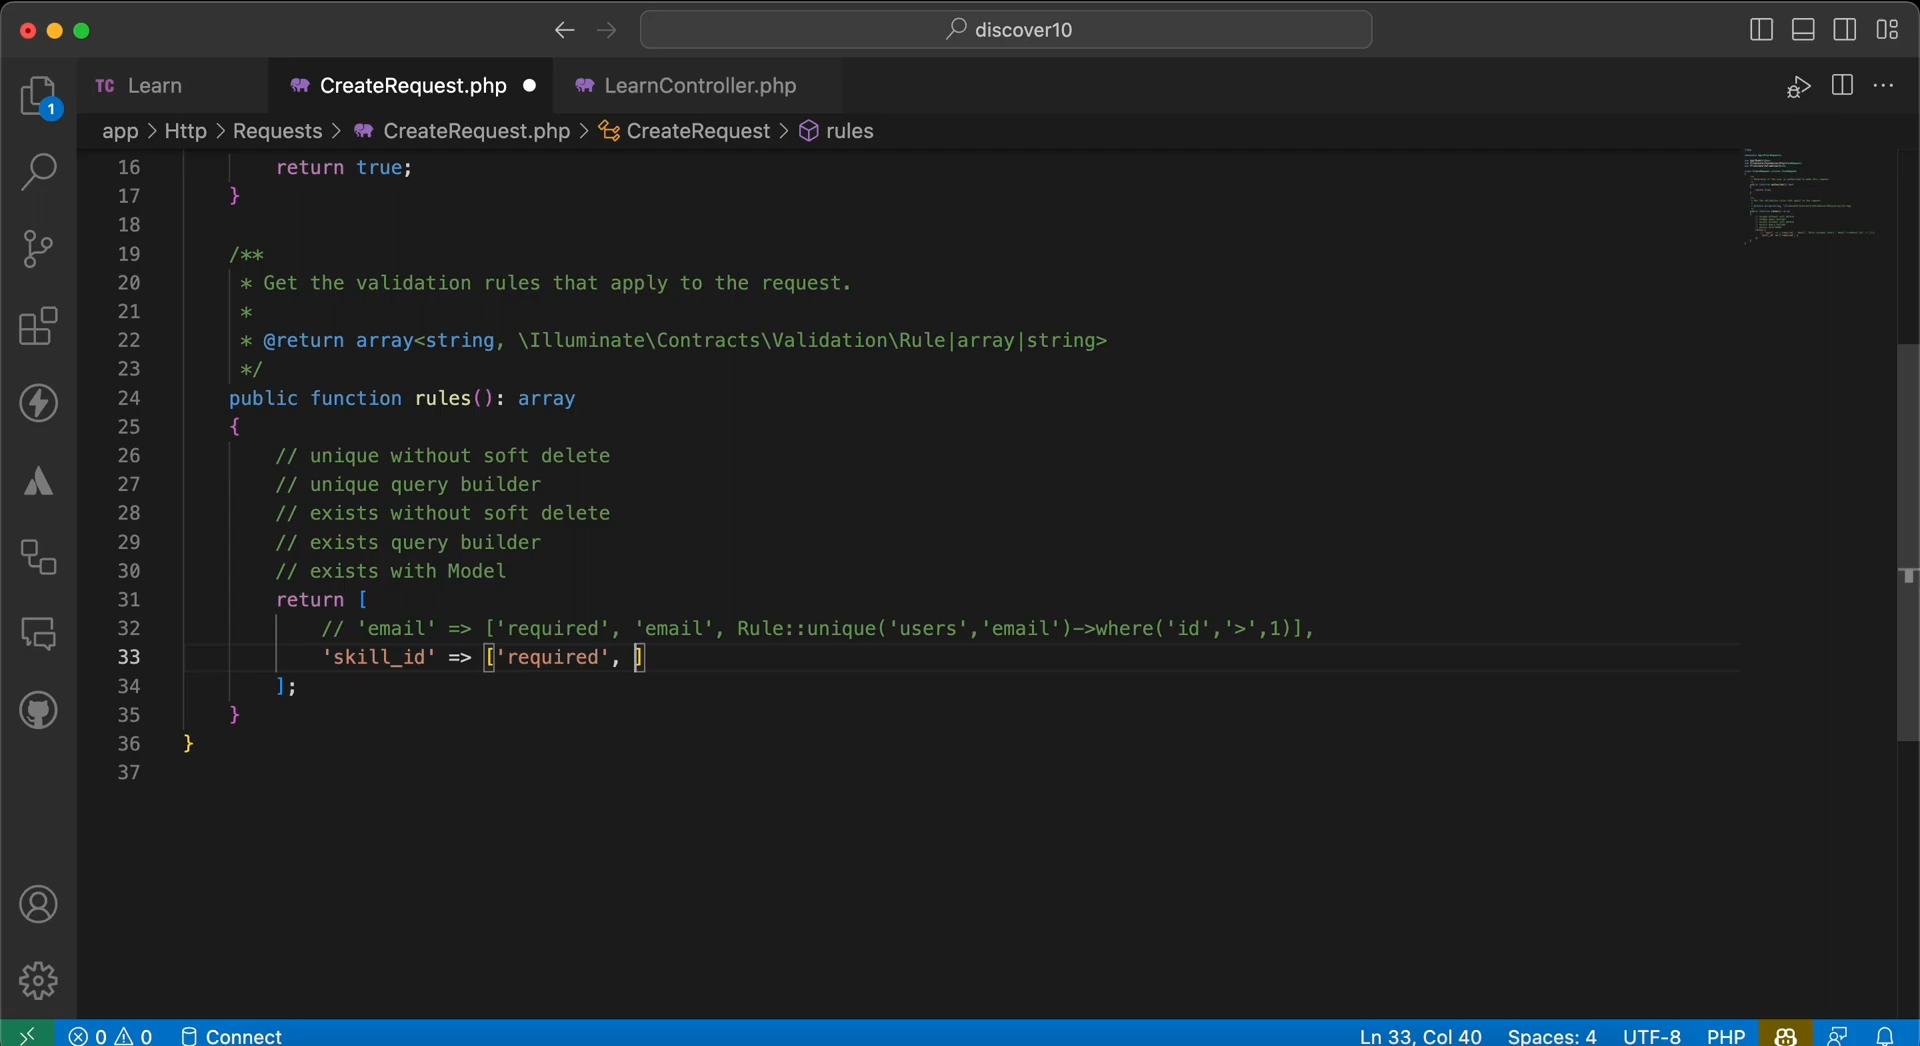 discover10
TC Learn CreateRequest.php LearnController.php
1
app > Http > Requests > CreateRequest.php > CreateRequest > rules
16 return true;
17 }
18
19 /**
20 * Get the validation rules that apply to the request.
21 *
22 * @return array<string, \Illuminate\Contracts\Validation\Rule|array|string>
23 */
24 public function rules(): array
25 {
26 // unique without soft delete
27 // unique query builder
28 // exists without soft delete
29 // exists query builder
30 // exists with Model
31 return [
32 // 'email' => ['required', 'email', Rule::unique('users','email')->where('id','>',1)],
33 'skill_id' => ['required', ]
34 ];
35 }
36 }
37
0 0 Connect Ln 33, Col 40 Spaces: 4 UTF-8 PHP